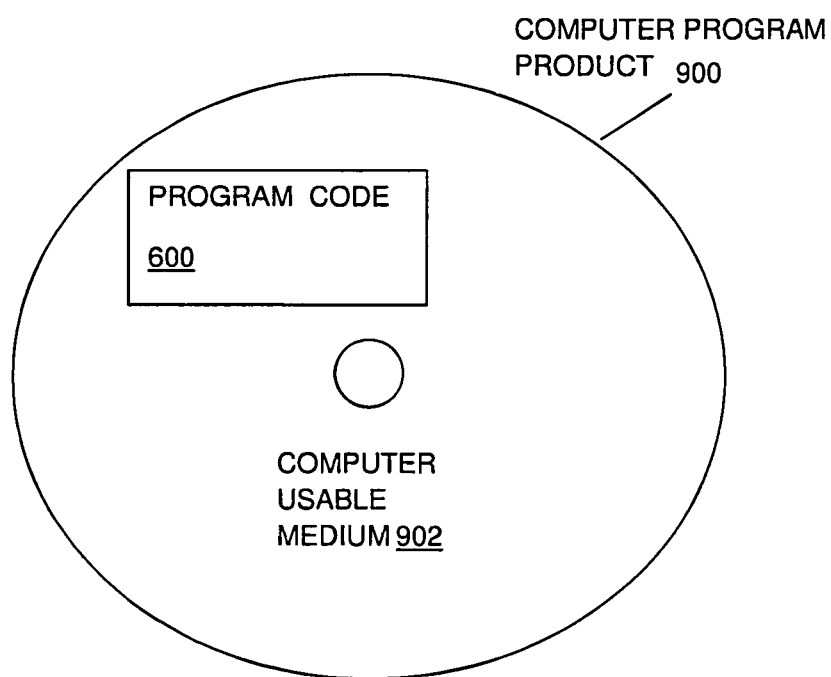 COMPUTER PROGRAM
PRODUCT 900
PROGRAM CODE
600
COMPUTER
USABLE
MEDIUM 902